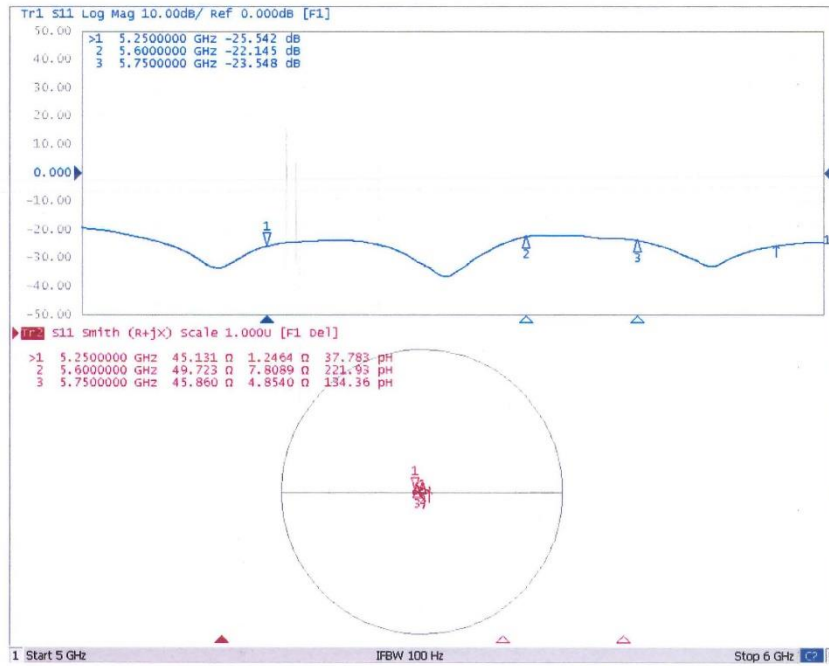 Tr1 S11 Log Mag 10.00dB/ Ref 0.000dB [F1]
50.00
>1 5.2500000 GHz -25.542 dB
2 5.6000000 GHz -22.145 dB
3 5.7500000 GHz -23.548 dB
40.00
30.00
20.00
10.00
0.000
-10.00
-20.00
-30.00
-40.00
-50.00
1
2
3
1
Tr2 S11 Smith (R+jX) Scale 1.000U [F1 Del]
>1 5.2500000 GHz 45.131 Ω 1.2464 Ω 37.783 pH
2 5.6000000 GHz 49.723 Ω 7.8089 Ω 221.93 pH
3 5.7500000 GHz 45.860 Ω 4.8540 Ω 134.36 pH
1
1 Start 5 GHz
IFBW 100 Hz
Stop 6 GHz
C?